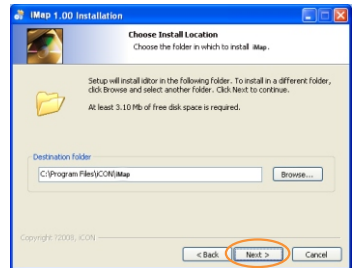 iMap 1.00 Installation
Choose Install Location
Choose the folder in which to install iMap.
Setup will install iditor in the following folder. To install in a different folder,
click Browse and select another folder. Click Next to continue.
At least 3.10 Mb of free disk space is required.
Destination folder
C:\Program Files\iCON\iMap
Browse...
Copyright ?2008, iCON
< Back
Next >
Cancel